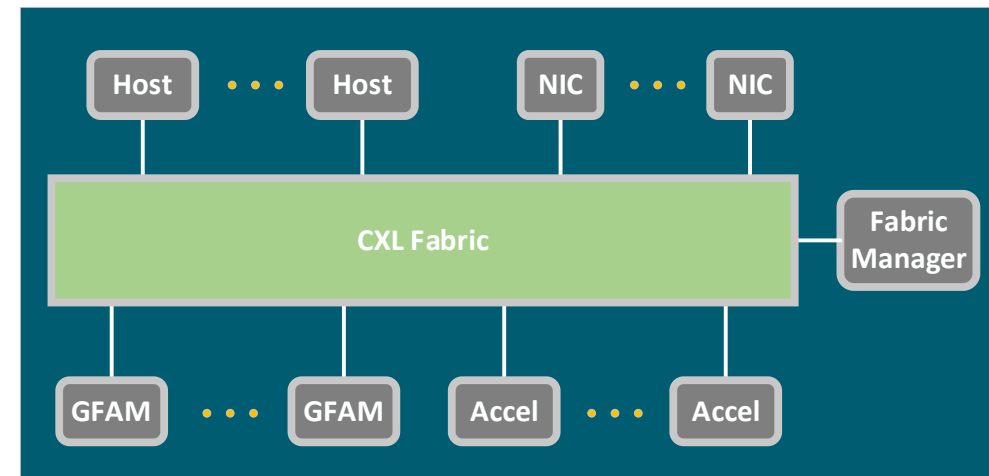 Host
Host
NIC
NIC
CXL Fabric
Fabric
Manager
GFAM
GFAM
Accel
Accel